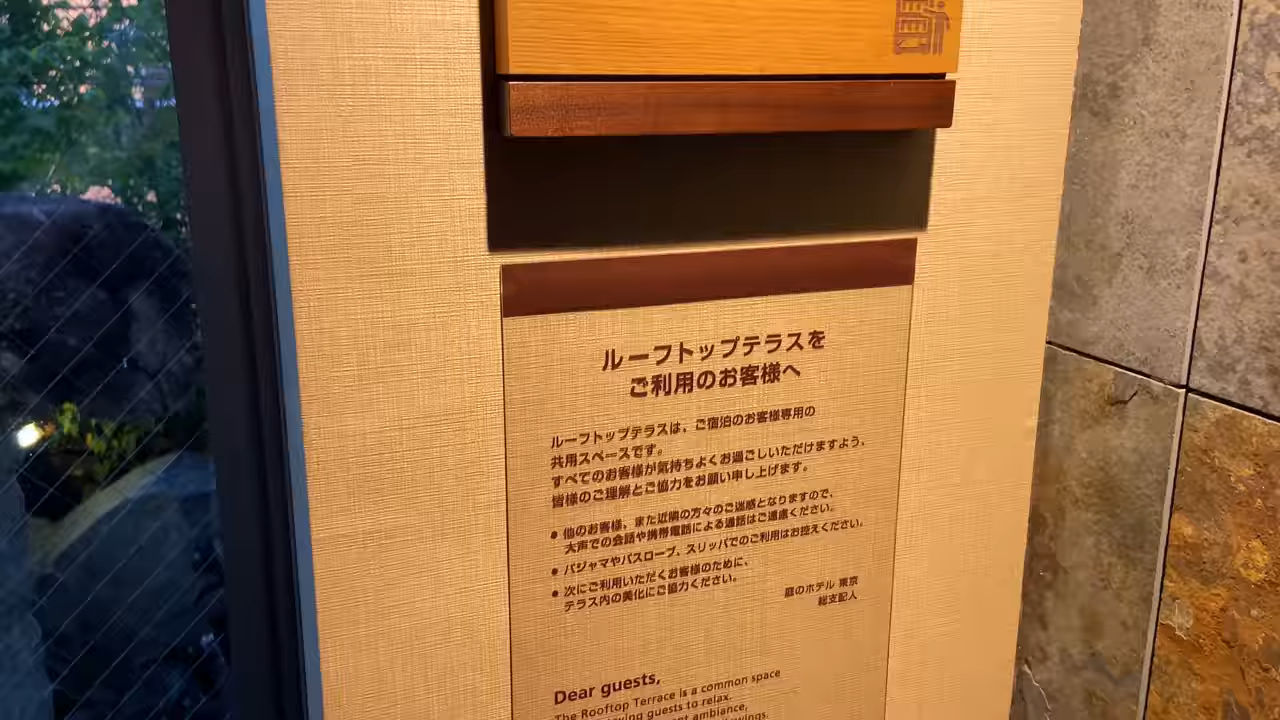 ルーフトップテラスを
ご利用のお客様へ
ルーフトップテラスは、ご宿泊のお客様専用の
共用スペースです。
すべてのお客様が気持ちよくお過ごしいただけますよう、
皆様のご理解とご協力をお願い申し上げます。
● 他のお客様、また近隣の方々のご迷惑となりますので、
大声での会話や携帯電話による通話はご遠慮ください。
● パジャマやバスローブ、スリッパでのご利用はお控えください。
● 次にご利用いただくお客様のために、
テラス内の美化にご協力ください。
庭のホテル 東京
総支配人
Dear guests,
The Rooftop Terrace is a common space
guests to relax.
ambiance,